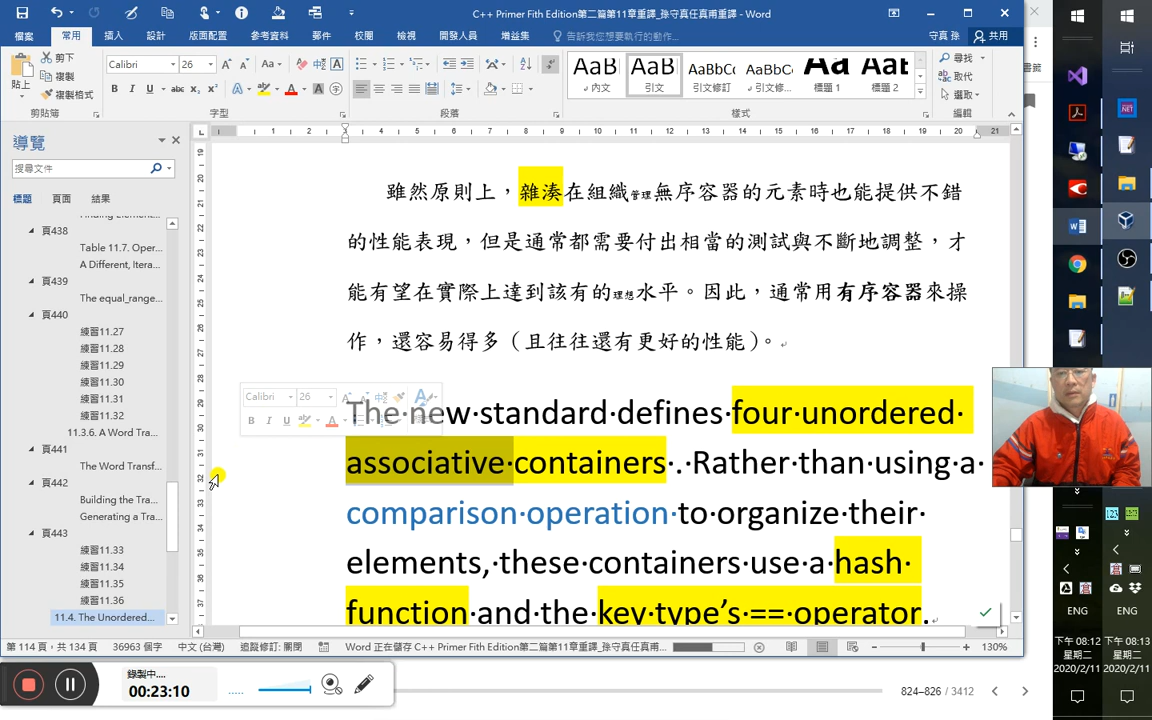 C++ Primer Fith Edition第二篇第11章重譯_孫守真任真甫重譯 - Word
檔案 常用 插入 設計 版面配置 參考資料 郵件 校閱 檢視 開發人員 增益集 告訴我您想要執行的動作... 守真 孫 共用
貼上 剪下 複製 複製格式
Calibri 26
AaB 內文 AaB 引文 AaBbC 引文修訂 AaBbC 引文修... Aa 標題 1 AaB 標題 2
尋找 取代 選取
剪貼簿 字型 段落 樣式 編輯
導覽
搜尋文件
標題 頁面 結果
頁438
Table 11.7. Oper...
A Different, Itera...
頁439
The equal_range...
頁440
練習11.27
練習11.28
練習11.29
練習11.30
練習11.31
練習11.32
11.3.6. A Word Tra...
頁441
The Word Transf...
頁442
Building the Tra...
Generating a Tra...
頁443
練習11.33
練習11.34
練習11.35
練習11.36
11.4. The Unordered...
雖然原則上，雜湊在組織管理無序容器的元素時也能提供不錯
的性能表現，但是通常都需要付出相當的測試與不斷地調整，才
能有望在實際上達到該有的理想水平。因此，通常用有序容器來操
作，還容易得多（且往往還有更好的性能）。
Calibri 26
The new standard defines four unordered
associative containers . Rather than using a
comparison operation to organize their
elements, these containers use a hash
function and the key type’s == operator.
第 114 頁，共 134 頁 36963 個字 中文 (台灣) 追蹤修訂: 關閉 Word 正在儲存 C++ Primer Fith Edition第二篇第11章重譯_孫守真任真甫... 130%
錄製中....
00:23:10
824–826 / 3412
ENG ENG
下午 08:12 下午 08:13
星期二 星期二
2020/2/11 2020/2/11